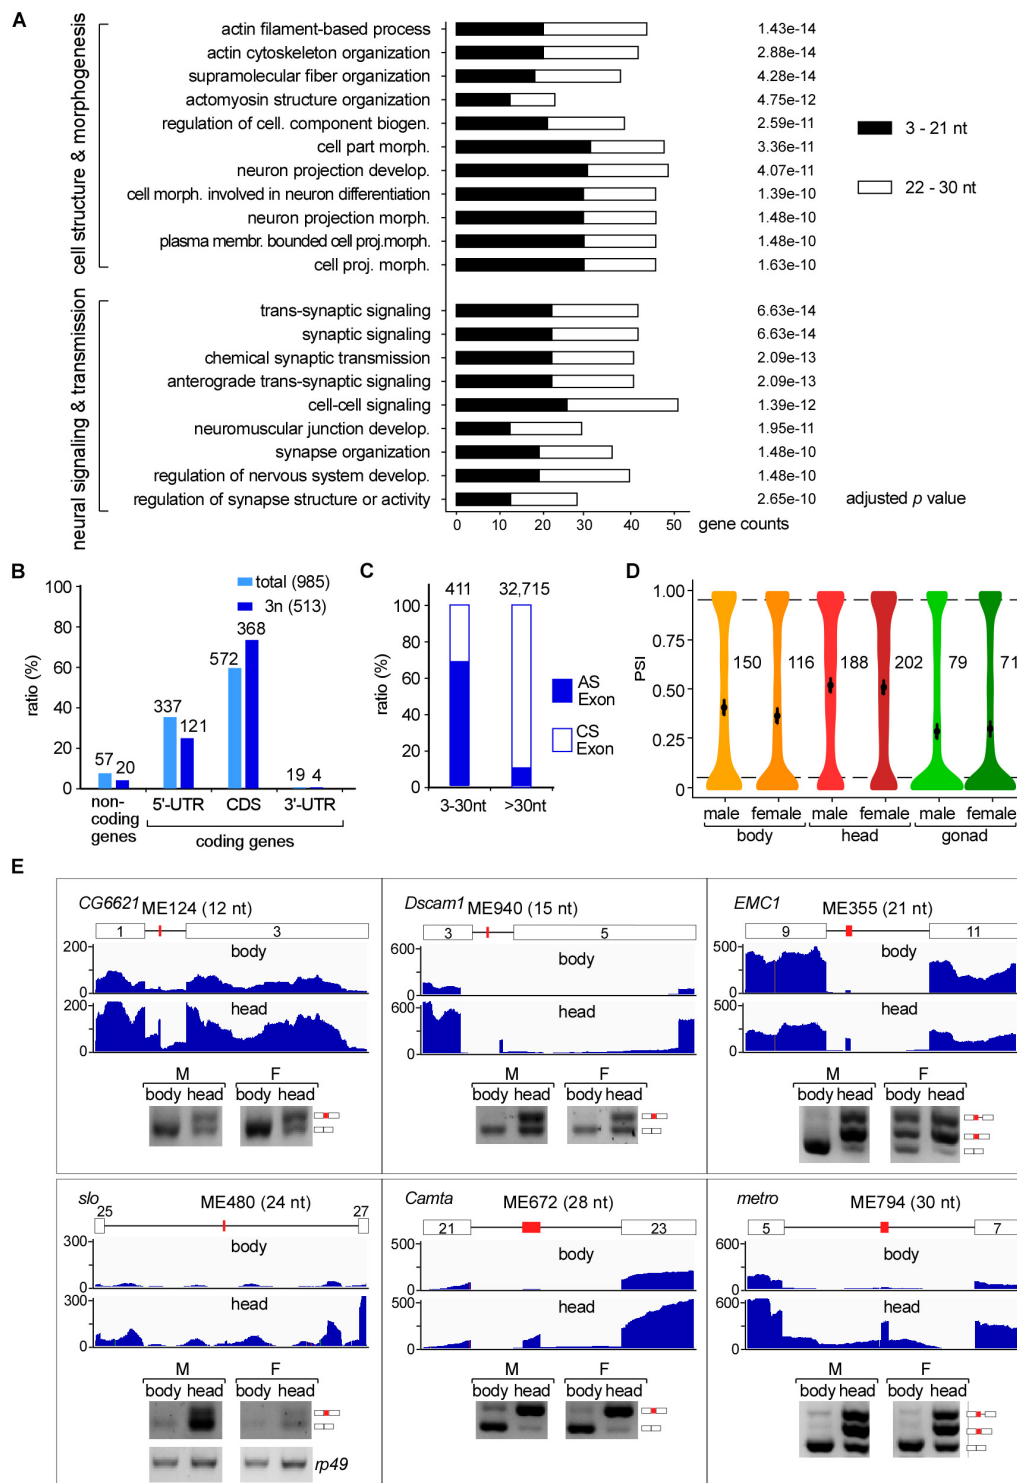 A
cell structure & morphogenesis
actin filament-based process 1.43e-14
actin cytoskeleton organization 2.88e-14
supramolecular fiber organization 4.28e-14
actomyosin structure organization 4.75e-12
regulation of cell. component biogen. 2.59e-11
cell part morph. 3.36e-11
neuron projection develop. 4.07e-11
cell morph. involved in neuron differentiation 1.39e-10
neuron projection morph. 1.48e-10
plasma membr. bounded cell proj.morph. 1.48e-10
cell proj. morph. 1.63e-10
3 - 21 nt
22 - 30 nt
neural signaling & transmission
trans-synaptic signaling 6.63e-14
synaptic signaling 6.63e-14
chemical synaptic transmission 2.09e-13
anterograde trans-synaptic signaling 2.09e-13
cell-cell signaling 1.39e-12
neuromuscular junction develop. 1.95e-11
synapse organization 1.48e-10
regulation of nervous system develop. 1.48e-10
regulation of synapse structure or activity 2.65e-10 adjusted p value
0 10 20 30 40 50 gene counts
B
ratio (%)
100
80
60
40
20
0
total (985)
3n (513)
57 20
337 121
572 368
19 4
non-coding genes
5'-UTR CDS 3'-UTR
coding genes
C
ratio (%)
100
80
60
40
20
0
411 32,715
AS Exon
CS Exon
3-30nt >30nt
D
PSI
1.00
0.75
0.50
0.25
0
150 116 188 202 79 71
male female male female male female
body head gonad
E
CG6621 ME124 (12 nt)
1 3
200 body
0
200 head
0
M F
body head body head
Dscam1 ME940 (15 nt)
3 5
600 body
0
600 head
0
M F
body head body head
EMC1 ME355 (21 nt)
9 11
500 body
0
500 head
0
M F
body head body head
slo ME480 (24 nt)
25 27
300 body
0
300 head
0
M F
body head body head
rp49
Camta ME672 (28 nt)
21 23
500 body
0
500 head
0
M F
body head body head
metro ME794 (30 nt)
5 7
600 body
0
600 head
0
M F
body head body head